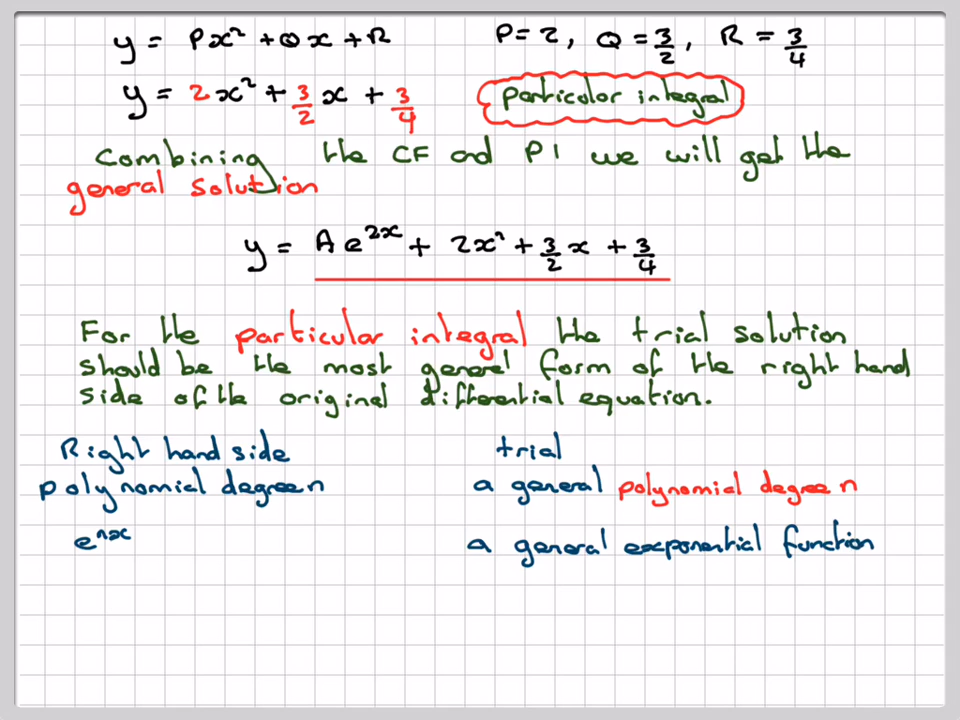 y = Px² + Qx + R    P = 2, Q = 3/2, R = 3/4
y = 2x² + 3/2 x + 3/4    particular integral
Combining the CF and PI we will get the
general solution
y = Ae^{2x} + 2x² + 3/2 x + 3/4
For the particular integral the trial solution
should be the most general form of the right hand
side of the original differential equation.
Right hand side    trial
polynomial degree n    a general polynomial degree n
e^{nx}    a general exponential function